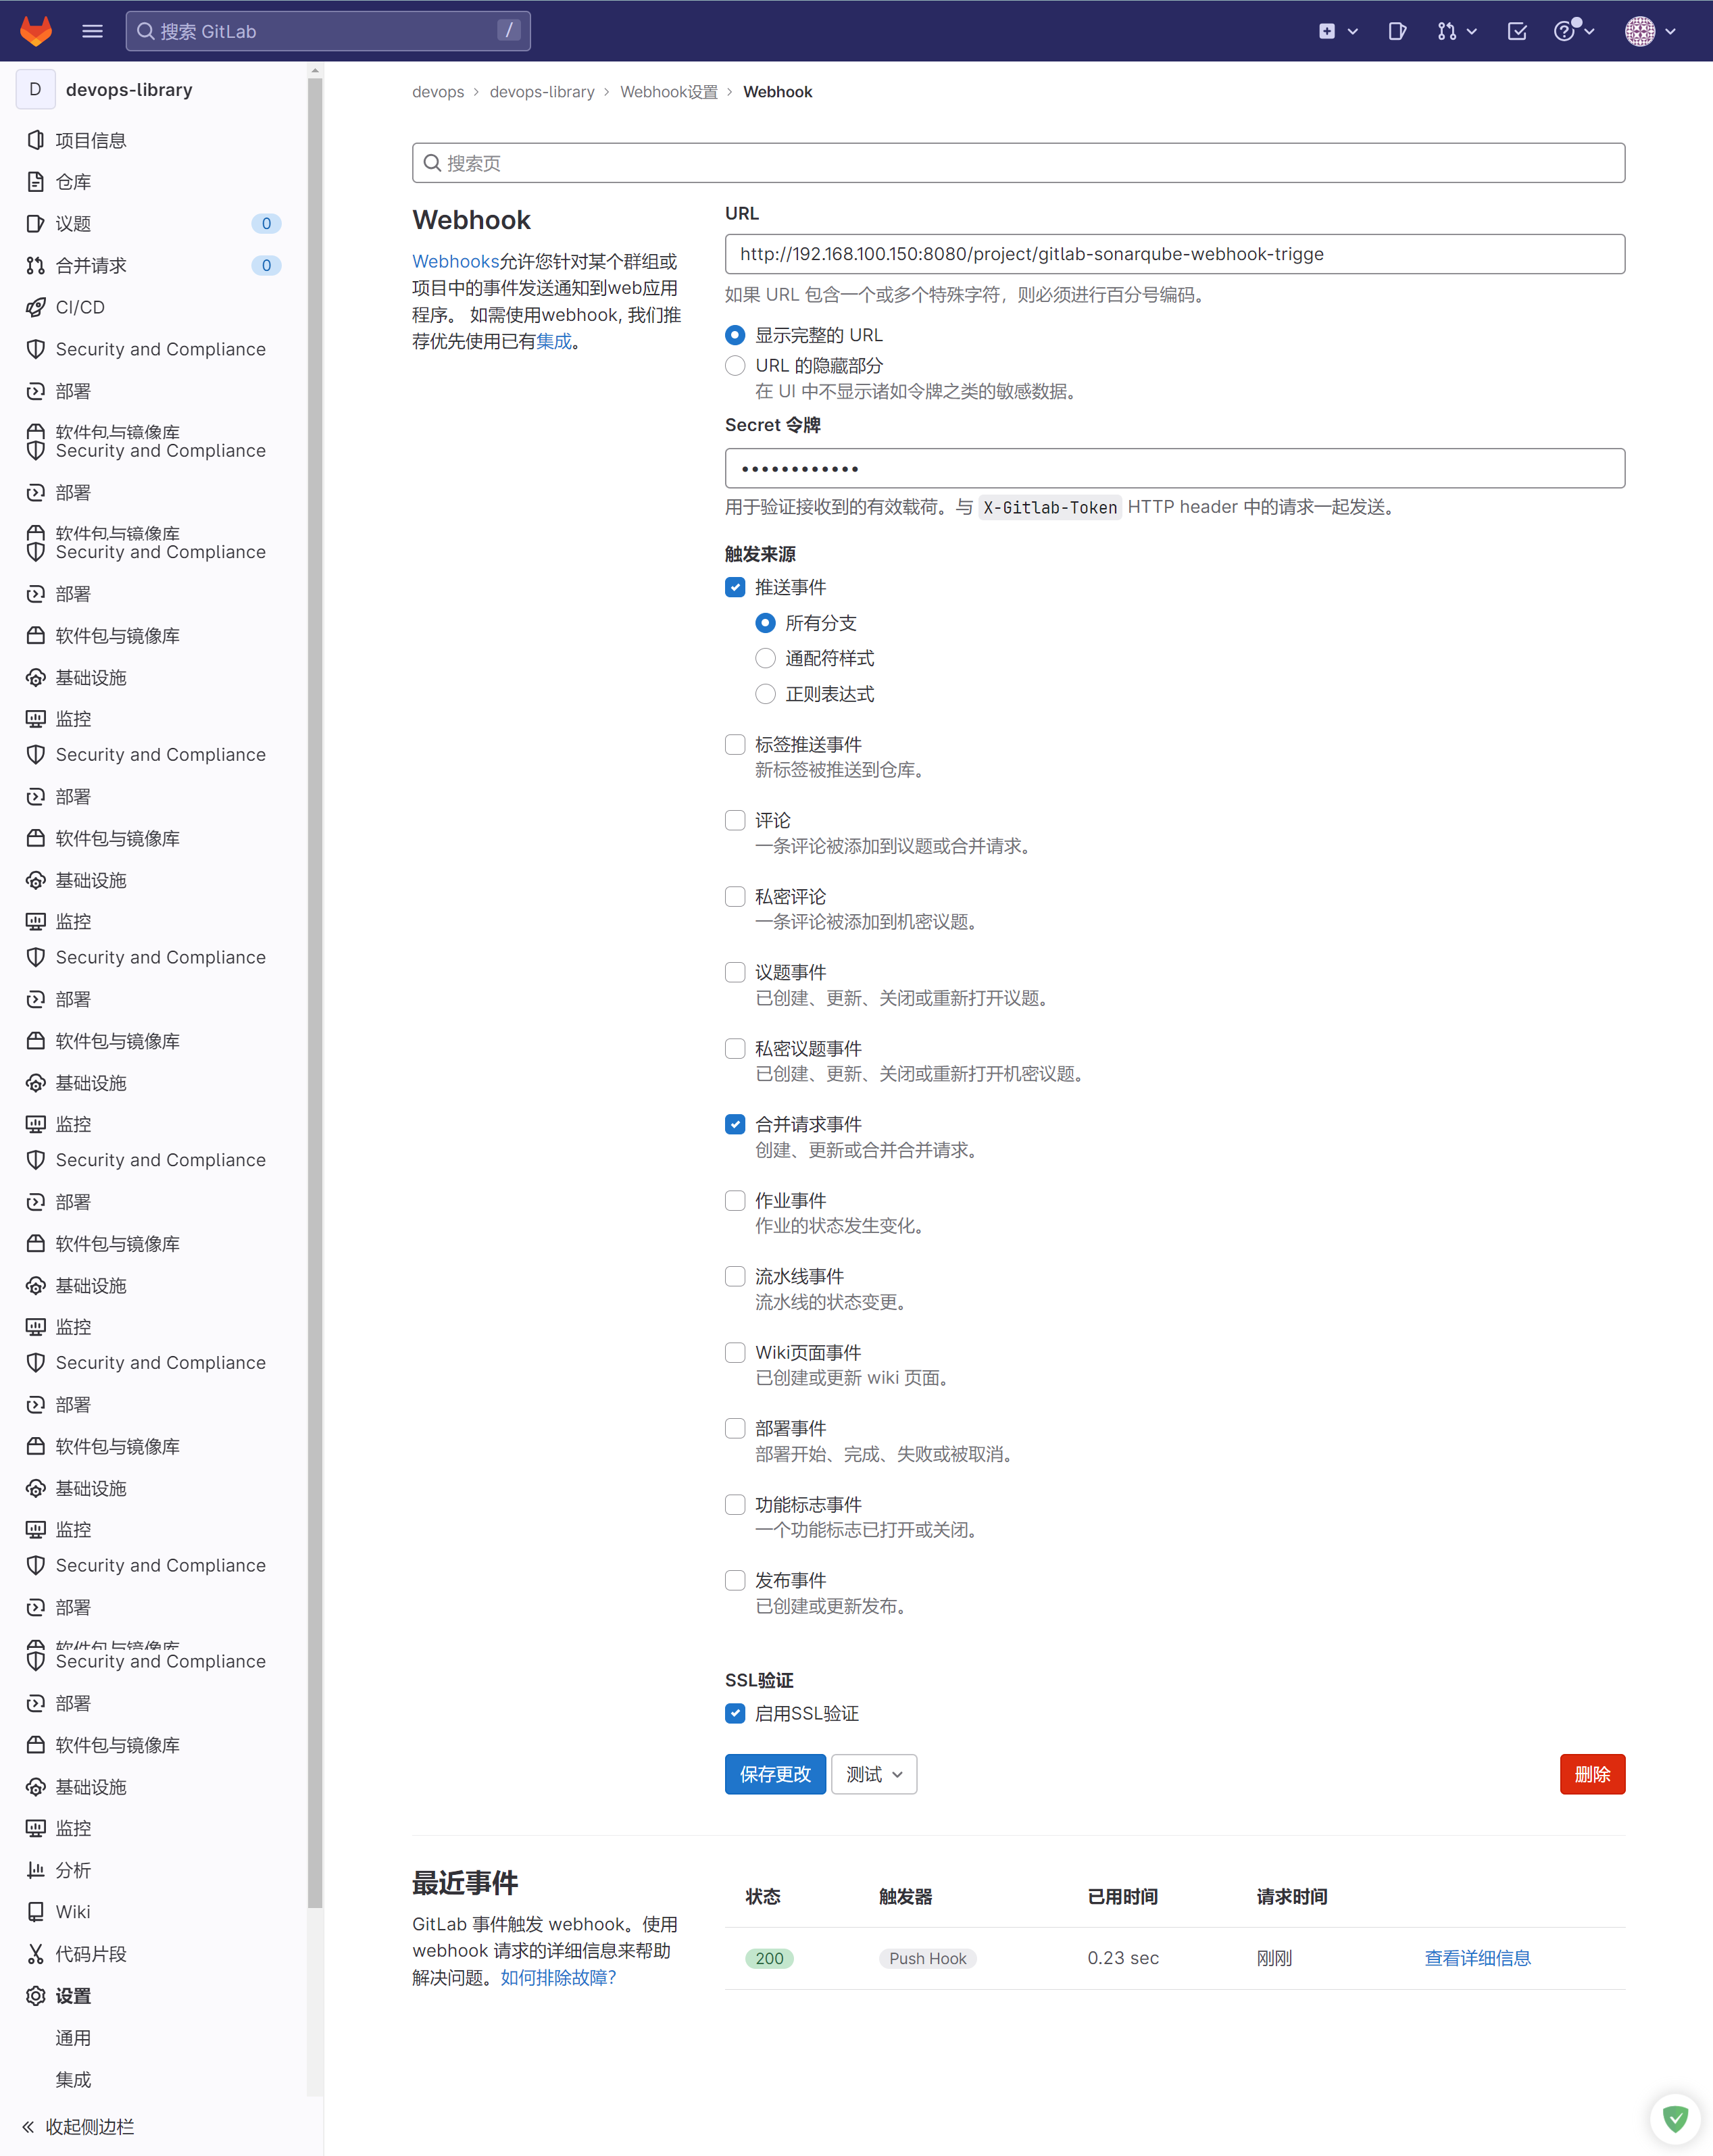 搜索 GitLab
/
D
devops-library
项目信息
仓库
议题
0
合并请求
0
CI/CD
Security and Compliance
部署
软件包与镜像库
Security and Compliance
部署
软件包与镜像库
Security and Compliance
部署
软件包与镜像库
基础设施
监控
Security and Compliance
部署
软件包与镜像库
基础设施
监控
Security and Compliance
部署
软件包与镜像库
基础设施
监控
Security and Compliance
部署
软件包与镜像库
基础设施
监控
Security and Compliance
部署
软件包与镜像库
基础设施
监控
Security and Compliance
部署
软件包与镜像库
Security and Compliance
部署
软件包与镜像库
基础设施
监控
分析
Wiki
代码片段
设置
通用
集成
收起侧边栏
devops > devops-library > Webhook设置 > Webhook
搜索页
Webhook
Webhooks允许您针对某个群组或
项目中的事件发送通知到web应用
程序。 如需使用webhook, 我们推
荐优先使用已有集成。
URL
http://192.168.100.150:8080/project/gitlab-sonarqube-webhook-trigge
如果 URL 包含一个或多个特殊字符，则必须进行百分号编码。
显示完整的 URL
URL 的隐藏部分
在 UI 中不显示诸如令牌之类的敏感数据。
Secret 令牌
••••••••••••
用于验证接收到的有效载荷。与 X-Gitlab-Token HTTP header 中的请求一起发送。
触发来源
推送事件
所有分支
通配符样式
正则表达式
标签推送事件
新标签被推送到仓库。
评论
一条评论被添加到议题或合并请求。
私密评论
一条评论被添加到机密议题。
议题事件
已创建、更新、关闭或重新打开议题。
私密议题事件
已创建、更新、关闭或重新打开机密议题。
合并请求事件
创建、更新或合并合并请求。
作业事件
作业的状态发生变化。
流水线事件
流水线的状态变更。
Wiki页面事件
已创建或更新 wiki 页面。
部署事件
部署开始、完成、失败或被取消。
功能标志事件
一个功能标志已打开或关闭。
发布事件
已创建或更新发布。
SSL验证
启用SSL验证
保存更改
测试
删除
最近事件
GitLab 事件触发 webhook。使用
webhook 请求的详细信息来帮助
解决问题。如何排除故障?
状态 触发器 已用时间 请求时间
200 Push Hook 0.23 sec 刚刚 查看详细信息